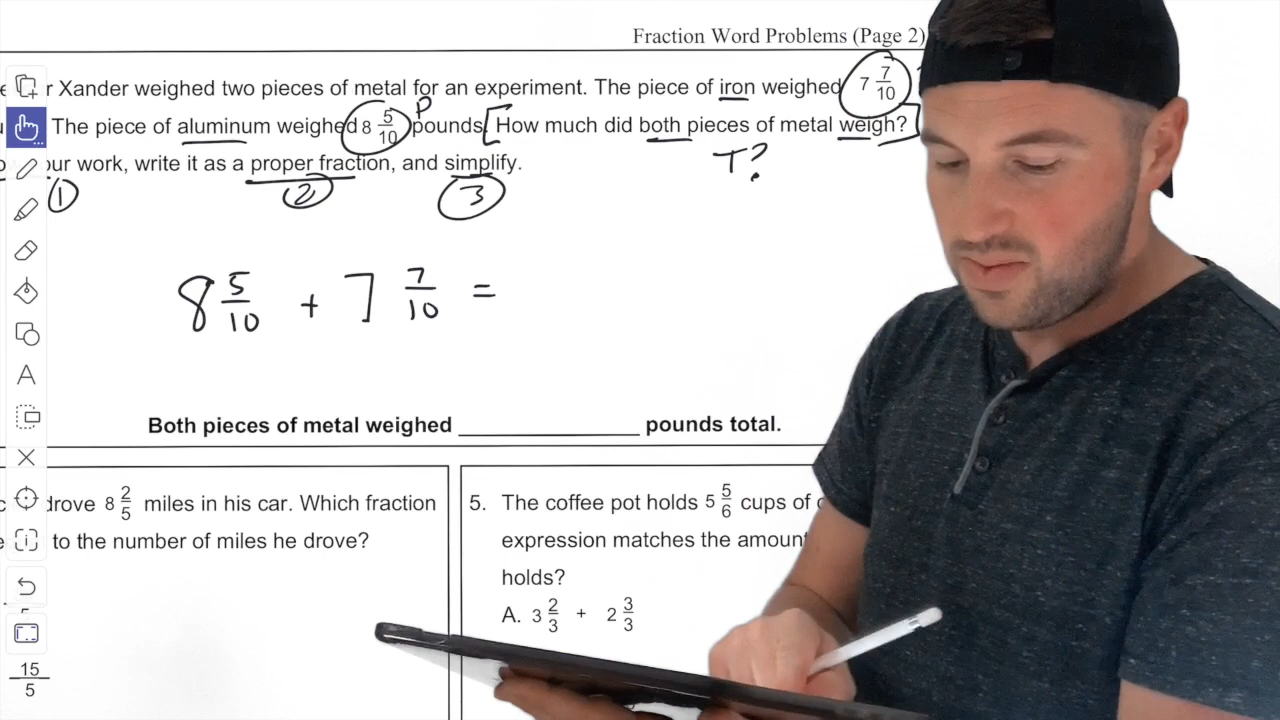 Fraction Word Problems (Page 2)
r Xander weighed two pieces of metal for an experiment. The piece of iron weighed 7 7/10
The piece of aluminum weighed 8 5/10 pounds. How much did both pieces of metal weigh?
P
our work, write it as a proper fraction, and simplify.
T?
1 2 3
8 5/10 + 7 7/10 =
Both pieces of metal weighed ____________ pounds total.
drove 8 2/5 miles in his car. Which fraction
to the number of miles he drove?
15/5
5. The coffee pot holds 5 5/6 cups of
expression matches the amount
holds?
A. 3 2/3 + 2 3/3
A